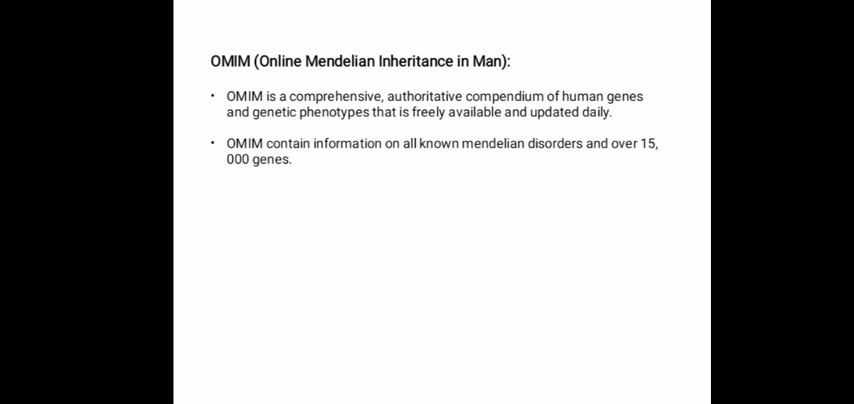 OMIM (Online Mendelian Inheritance in Man):
• OMIM is a comprehensive, authoritative compendium of human genes
and genetic phenotypes that is freely available and updated daily.
• OMIM contain information on all known mendelian disorders and over 15,
000 genes.